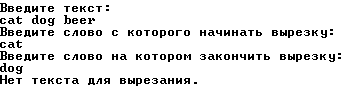 Введите текст:
cat dog beer
Введите слово с которого начинать вырезку:
cat
Введите слово на котором закончить вырезку:
dog
Нет текста для вырезания.